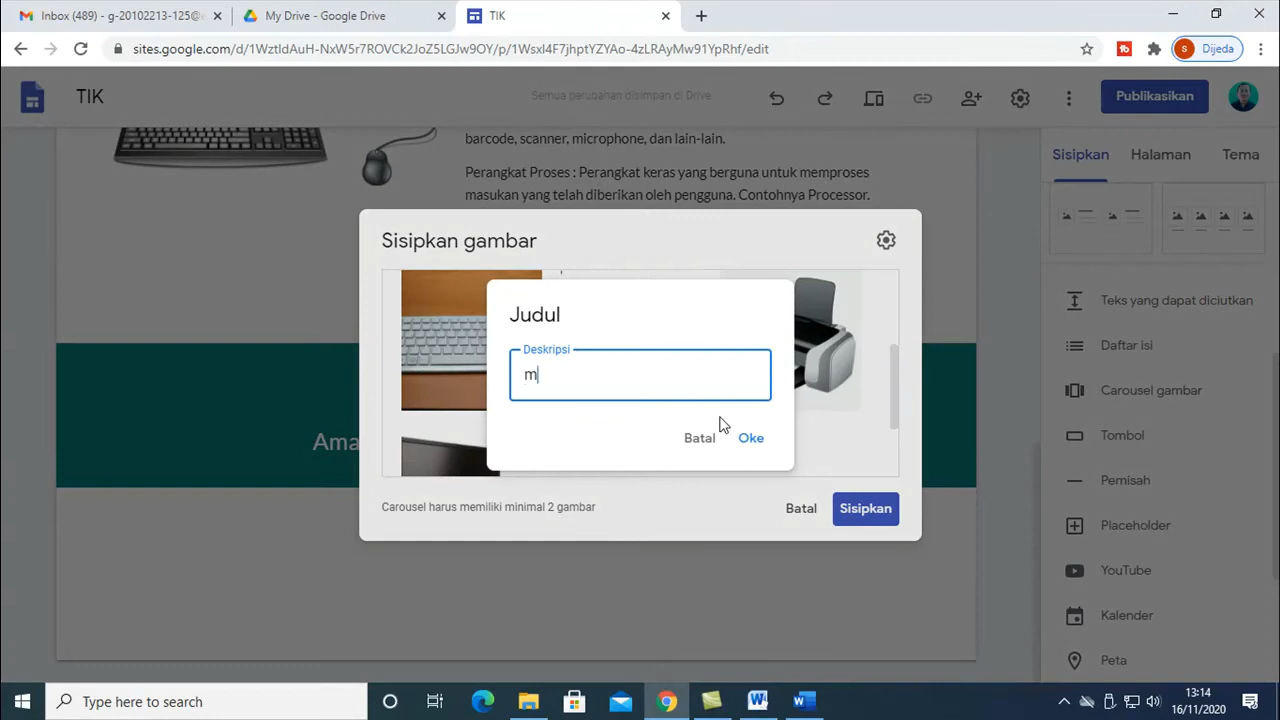 Inbox (489) - g-20102213-125@
My Drive - Google Drive
TIK
sites.google.com/d/1WztIdAuH-NxW5r7ROVCk2JoZ5LGJw9OY/p/1Wsxl4F7jhptYZYAo-4zLRAyMw91YpRhf/edit
S
Dijeda
TIK
Semua perubahan disimpan di Drive
Publikasikan
barcode, scanner, microphone, dan lain-lain.
Perangkat Proses : Perangkat keras yang berguna untuk memproses
masukan yang telah diberikan oleh pengguna. Contohnya Processor.
Sisipkan
Halaman
Tema
Sisipkan gambar
Judul
Deskripsi
m
Batal
Oke
Ama
Carousel harus memiliki minimal 2 gambar
Batal
Sisipkan
Teks yang dapat diciutkan
Daftar isi
Carousel gambar
Tombol
Pemisah
Placeholder
YouTube
Kalender
Peta
Type here to search
13:14
16/11/2020